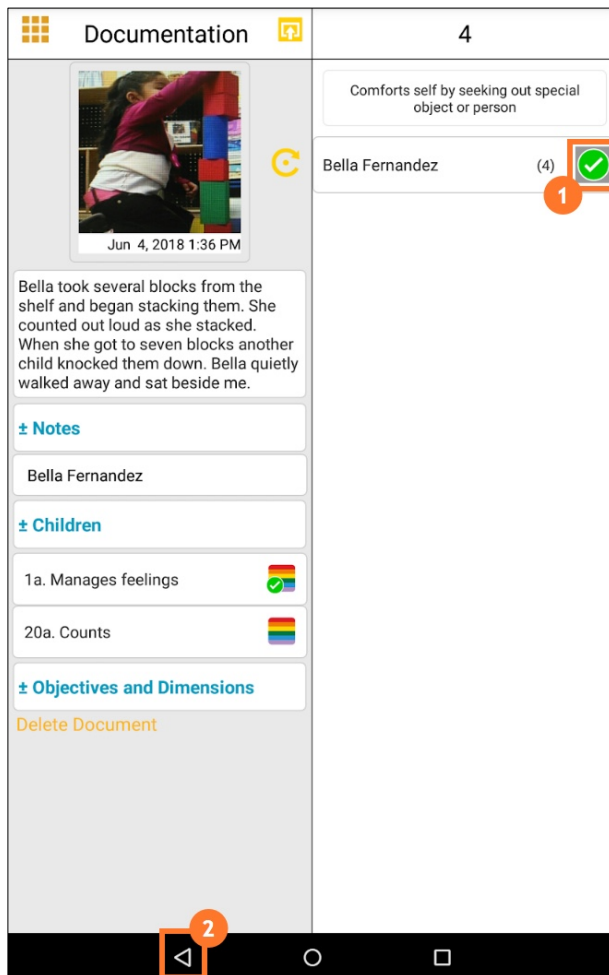 Documentation
Jun 4, 2018 1:36 PM
Bella took several blocks from the
shelf and began stacking them. She
counted out loud as she stacked.
When she got to seven blocks another
child knocked them down. Bella quietly
walked away and sat beside me.
± Notes
Bella Fernandez
± Children
1a. Manages feelings
20a. Counts
± Objectives and Dimensions
Delete Document
4
Comforts self by seeking out special
object or person
Bella Fernandez (4)
1
2